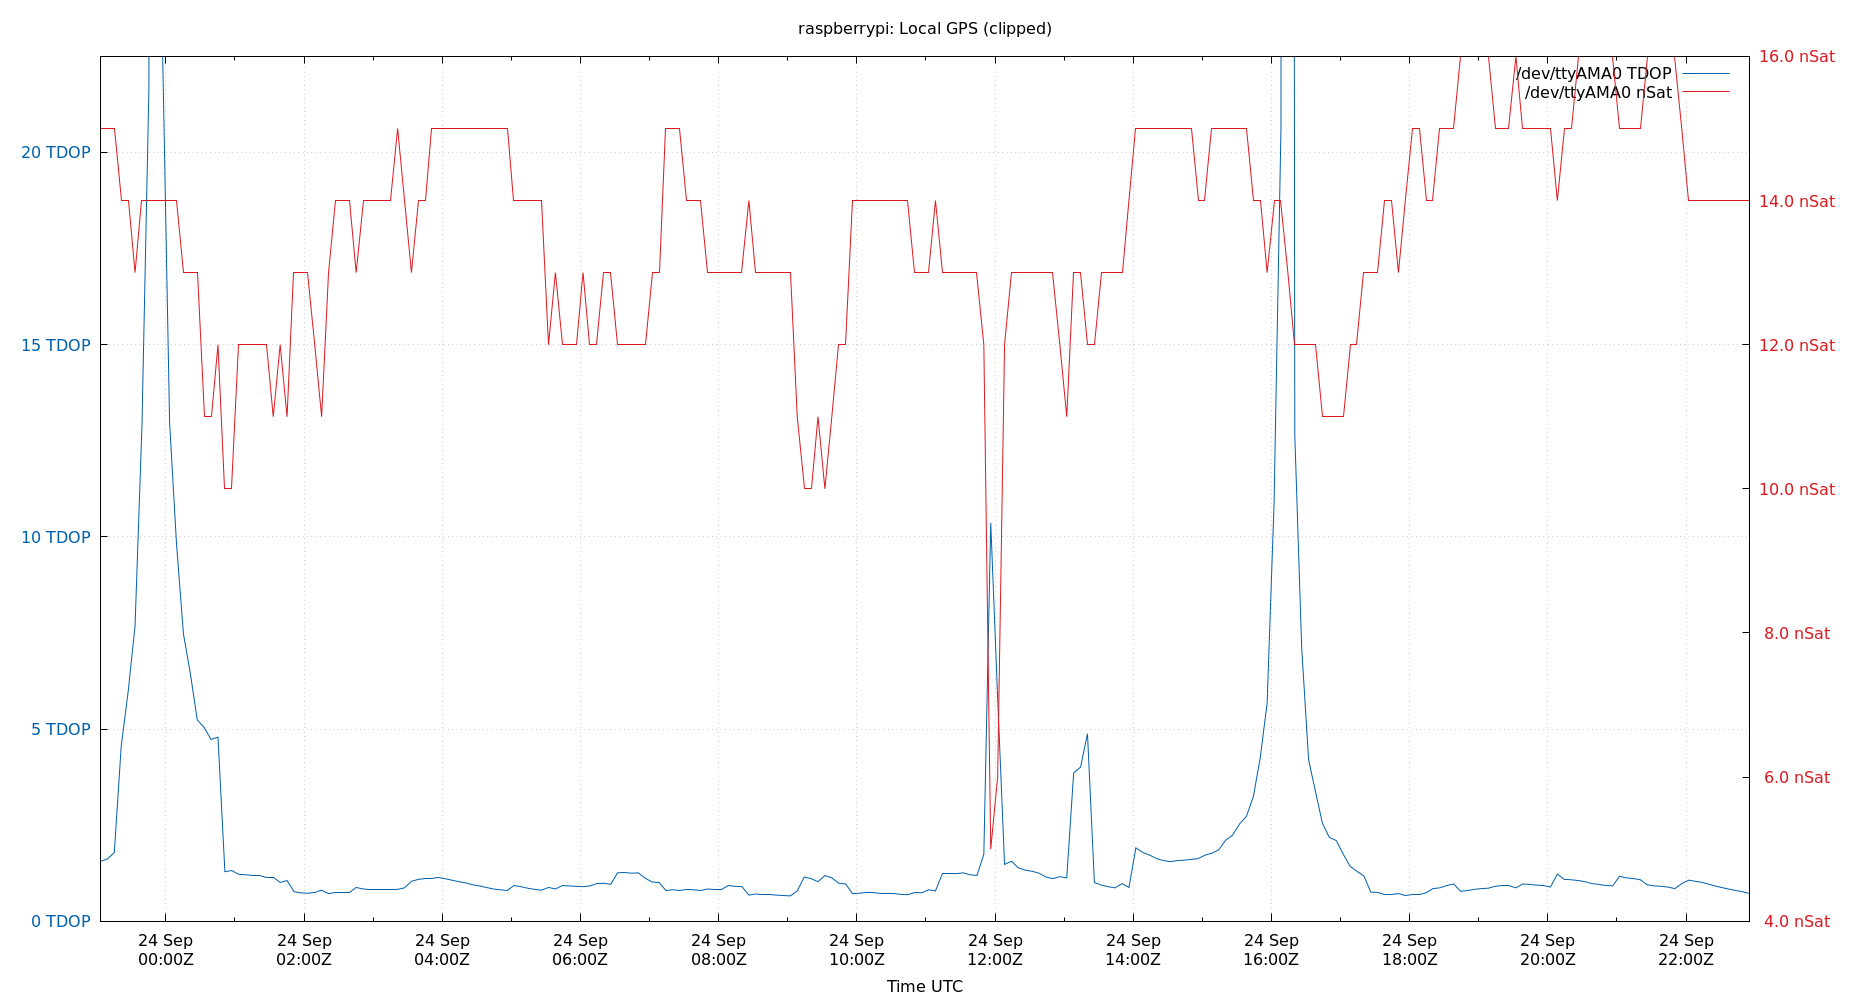 raspberrypi: Local GPS (clipped)
16.0 nSat
/dev/ttyAMA0 TDOP
/dev/ttyAMA0 nSat
20 TDOP
14.0 nSat
15 TDOP
12.0 nSat
10.0 nSat
10 TDOP
8.0 nSat
5 TDOP
6.0 nSat
0 TDOP
4.0 nSat
24 Sep 24 Sep 24 Sep 24 Sep 24 Sep 24 Sep 24 Sep 24 Sep 24 Sep 24 Sep 24 Sep 24 Sep
00:00Z 02:00Z 04:00Z 06:00Z 08:00Z 10:00Z 12:00Z 14:00Z 16:00Z 18:00Z 20:00Z 22:00Z
Time UTC